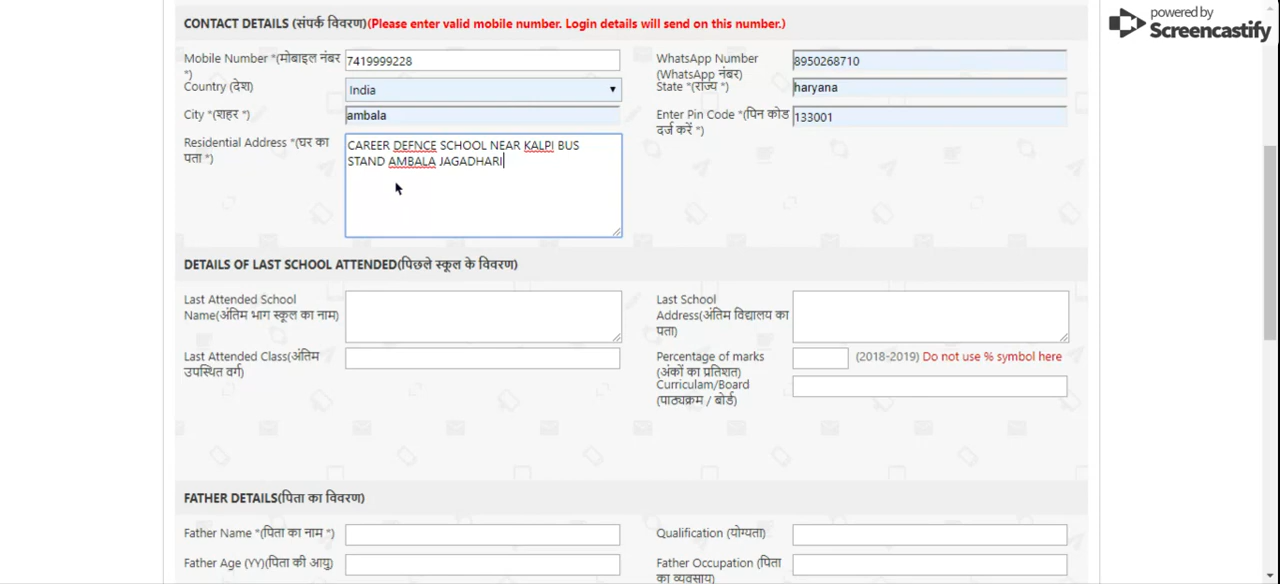 powered by
Screencastify
CONTACT DETAILS (संपर्क विवरण)(Please enter valid mobile number. Login details will send on this number.)
Mobile Number *(मोबाइल नंबर *)
7419999228
WhatsApp Number (WhatsApp नंबर)
8950268710
Country (देश)
India
State *(राज्य *)
haryana
City *(शहर *)
ambala
Enter Pin Code *(पिन कोड दर्ज करें *)
133001
Residential Address *(घर का पता *)
CAREER DEFNCE SCHOOL NEAR KALPI BUS
STAND AMBALA JAGADHARI
DETAILS OF LAST SCHOOL ATTENDED(पिछले स्कूल के विवरण)
Last Attended School
Name(अंतिम भाग स्कूल का नाम)
Last School
Address(अंतिम विद्यालय का
पता)
Last Attended Class(अंतिम
उपस्थित वर्ग)
Percentage of marks
(अंकों का प्रतिशत)
(2018-2019) Do not use % symbol here
Curriculam/Board
(पाठ्यक्रम / बोर्ड)
FATHER DETAILS(पिता का विवरण)
Father Name *(पिता का नाम *)
Qualification (योग्यता)
Father Age (YY)(पिता की आयु)
Father Occupation (पिता
का व्यवसाय)